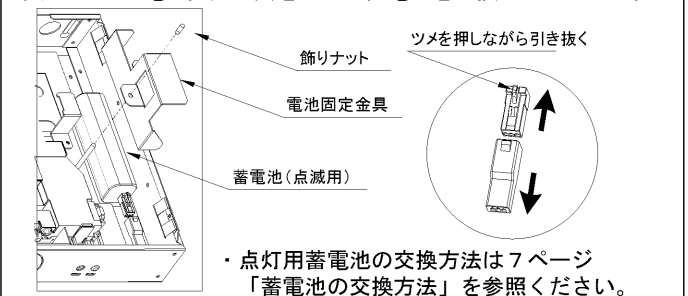 ツメを押しながら引き抜く
飾りナット
電池固定金具
蓄電池(点滅用)
・点灯用蓄電池の交換方法は7ページ
「蓄電池の交換方法」を参照ください。